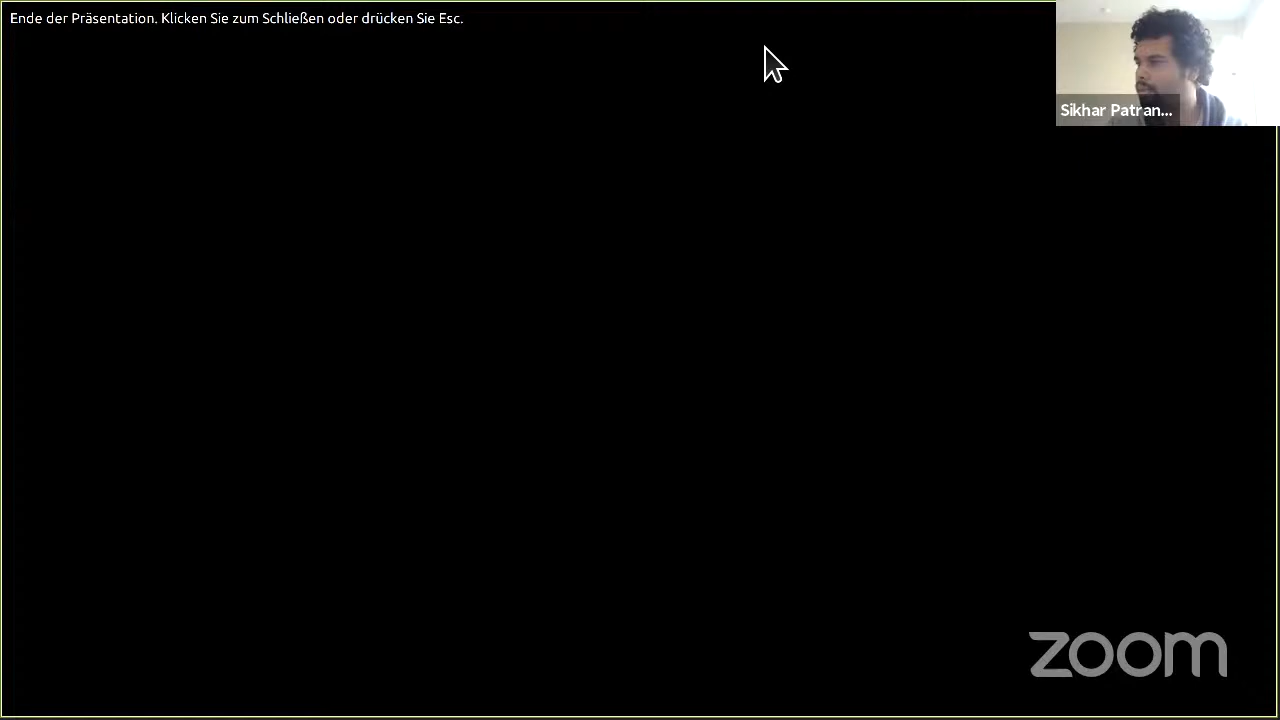 Ende der Präsentation. Klicken Sie zum Schließen oder drücken Sie Esc.
Sikhar Patran...
zoom